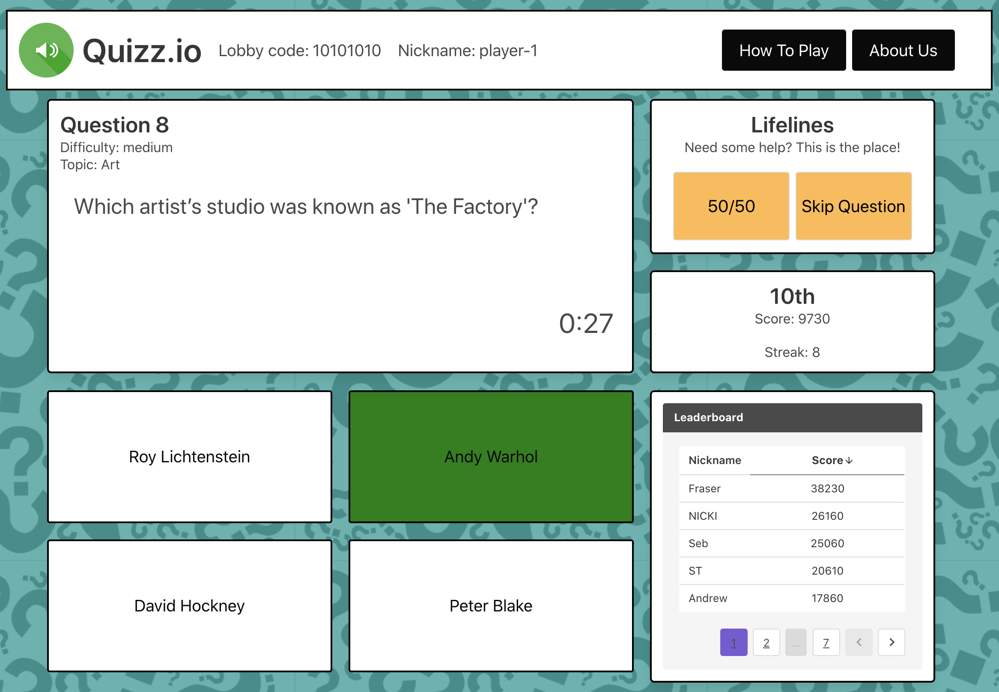 Quizz.io Lobby code: 10101010 Nickname: player-1 How To Play About Us
Question 8
Difficulty: medium
Topic: Art
Which artist’s studio was known as 'The Factory'?
0:27
Lifelines
Need some help? This is the place!
50/50 Skip Question
10th
Score: 9730
Streak: 8
Roy Lichtenstein
Andy Warhol
David Hockney
Peter Blake
Leaderboard
Nickname Score↓
Fraser 38230
NICKI 26160
Seb 25060
ST 20610
Andrew 17860
1 2 … 7